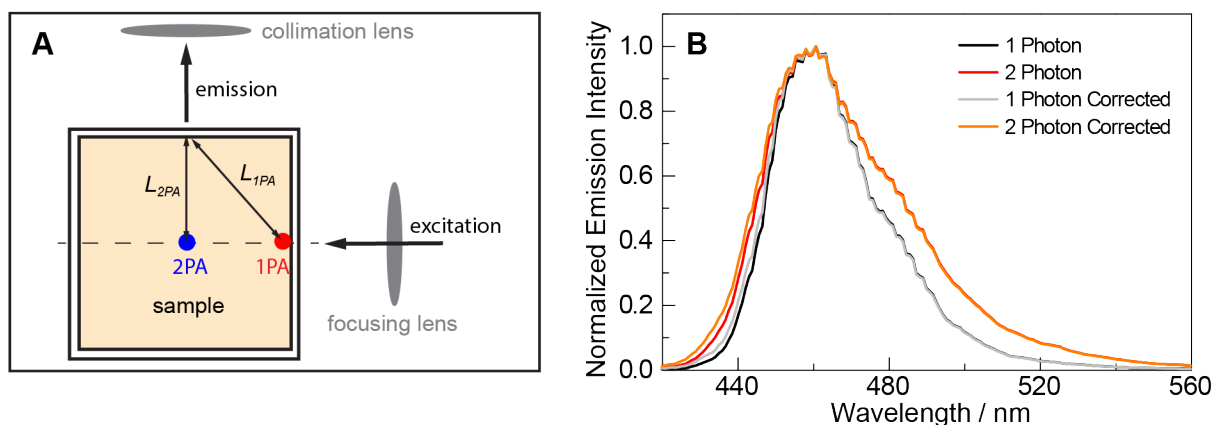 A
collimation lens
emission
L2PA
L1PA
excitation
2PA
1PA
sample
focusing lens
B
1 Photon
2 Photon
1 Photon Corrected
2 Photon Corrected
Normalized Emission Intensity
1.0
0.8
0.6
0.4
0.2
0.0
440
480
520
560
Wavelength / nm